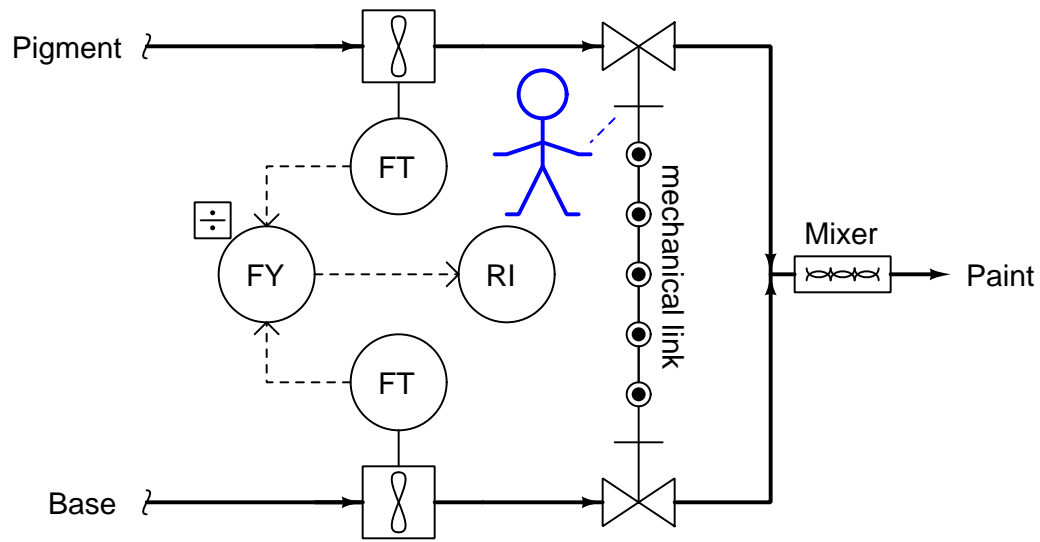 Pigment
FT
÷
FY
RI
mechanical link
Mixer
Paint
FT
Base